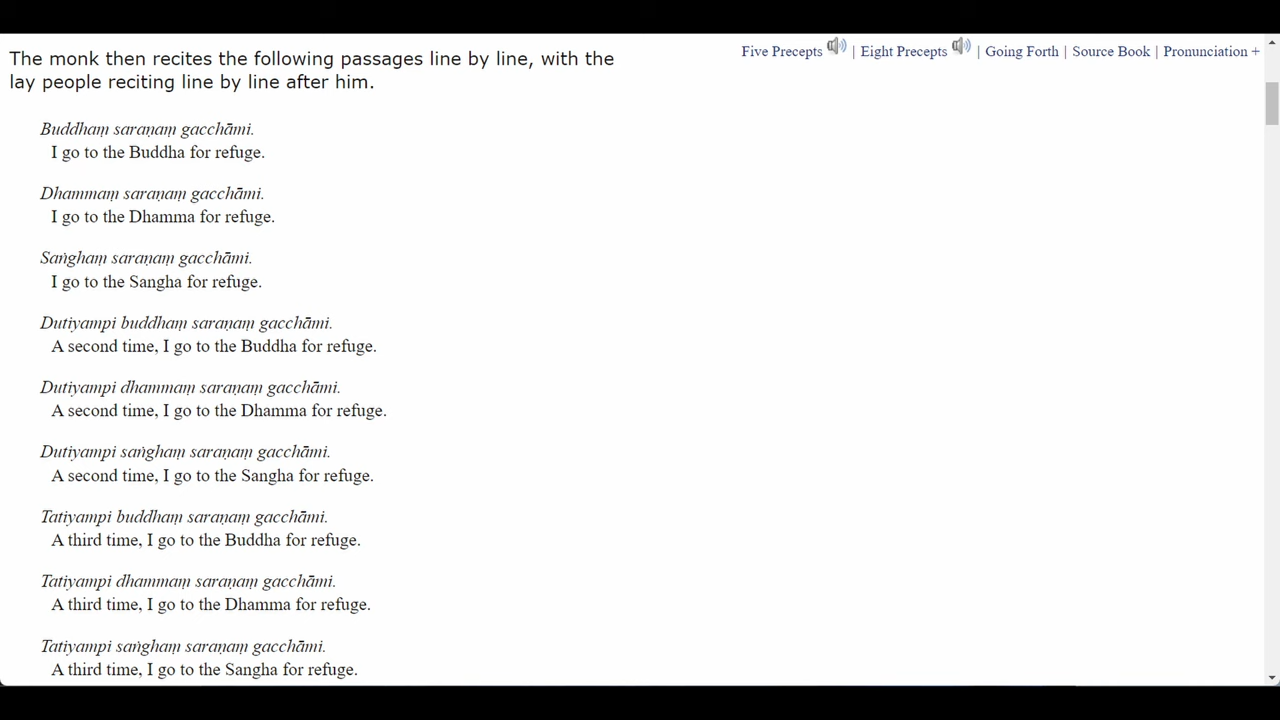 Five Precepts | Eight Precepts | Going Forth | Source Book | Pronunciation +
The monk then recites the following passages line by line, with the
lay people reciting line by line after him.
Buddhaṃ saraṇaṃ gacchāmi.
I go to the Buddha for refuge.
Dhammaṃ saraṇaṃ gacchāmi.
I go to the Dhamma for refuge.
Saṅghaṃ saraṇaṃ gacchāmi.
I go to the Sangha for refuge.
Dutiyampi buddhaṃ saraṇaṃ gacchāmi.
A second time, I go to the Buddha for refuge.
Dutiyampi dhammaṃ saraṇaṃ gacchāmi.
A second time, I go to the Dhamma for refuge.
Dutiyampi saṅghaṃ saraṇaṃ gacchāmi.
A second time, I go to the Sangha for refuge.
Tatiyampi buddhaṃ saraṇaṃ gacchāmi.
A third time, I go to the Buddha for refuge.
Tatiyampi dhammaṃ saraṇaṃ gacchāmi.
A third time, I go to the Dhamma for refuge.
Tatiyampi saṅghaṃ saraṇaṃ gacchāmi.
A third time, I go to the Sangha for refuge.